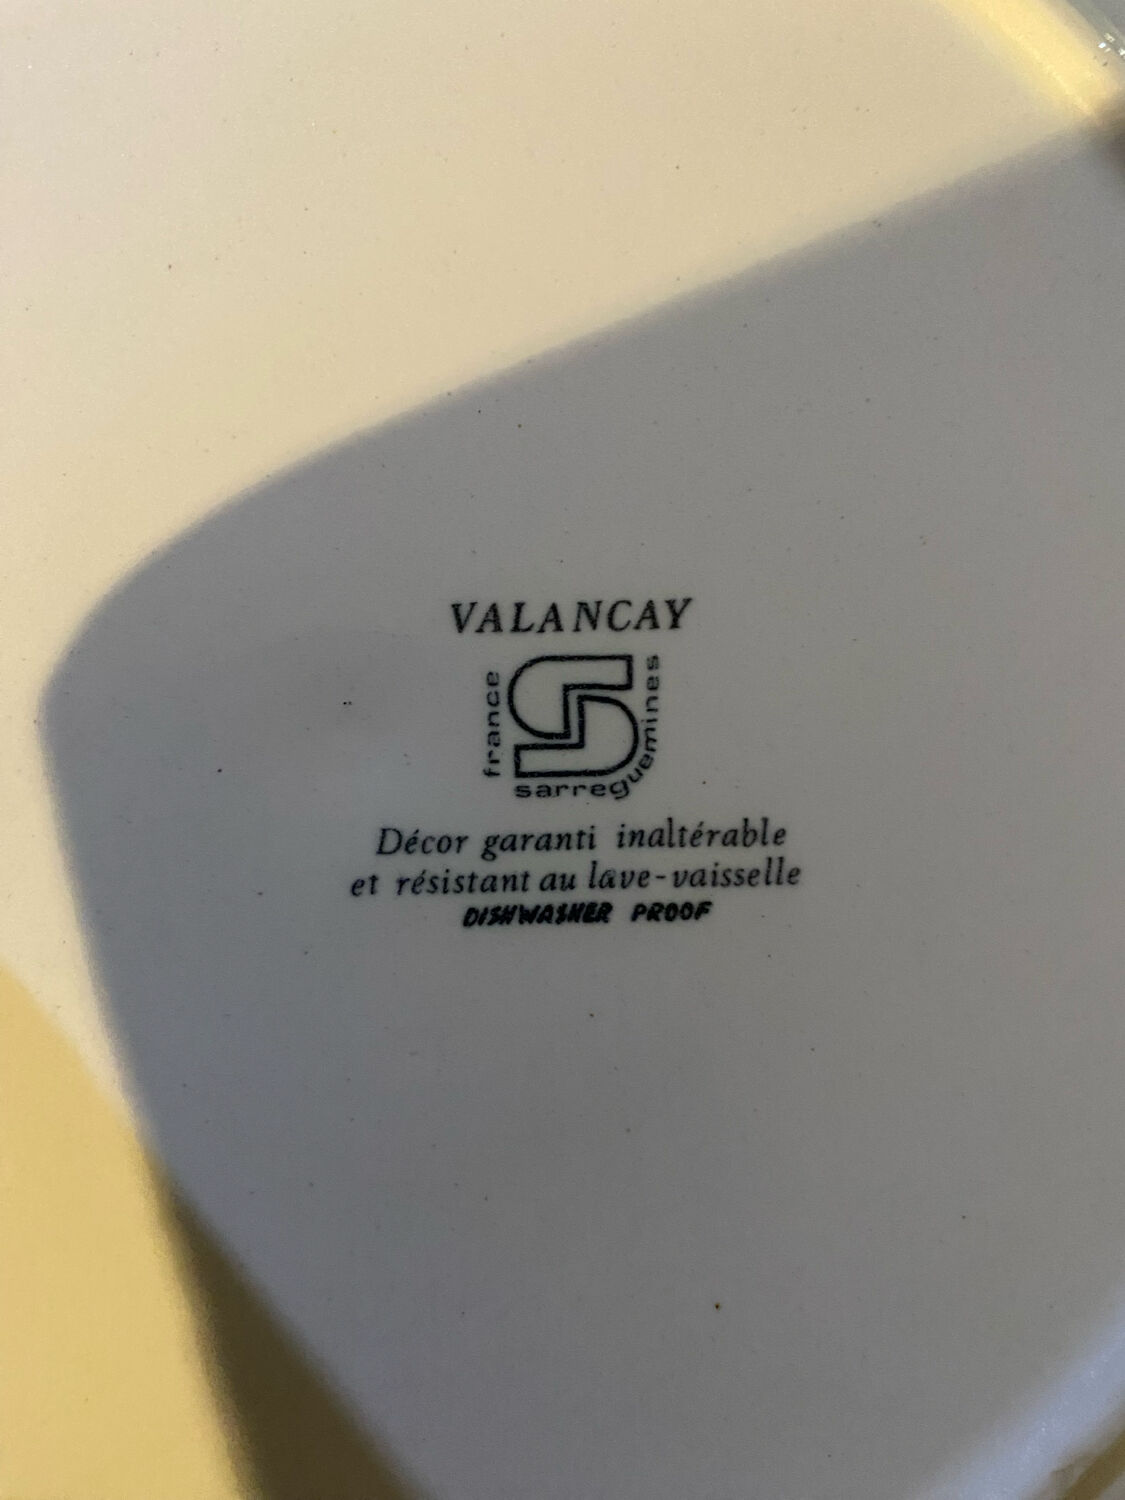 VALANCAY
france
sarreguemines
Décor garanti inaltérable
et résistant au lave-vaisselle
DISHWASHER PROOF